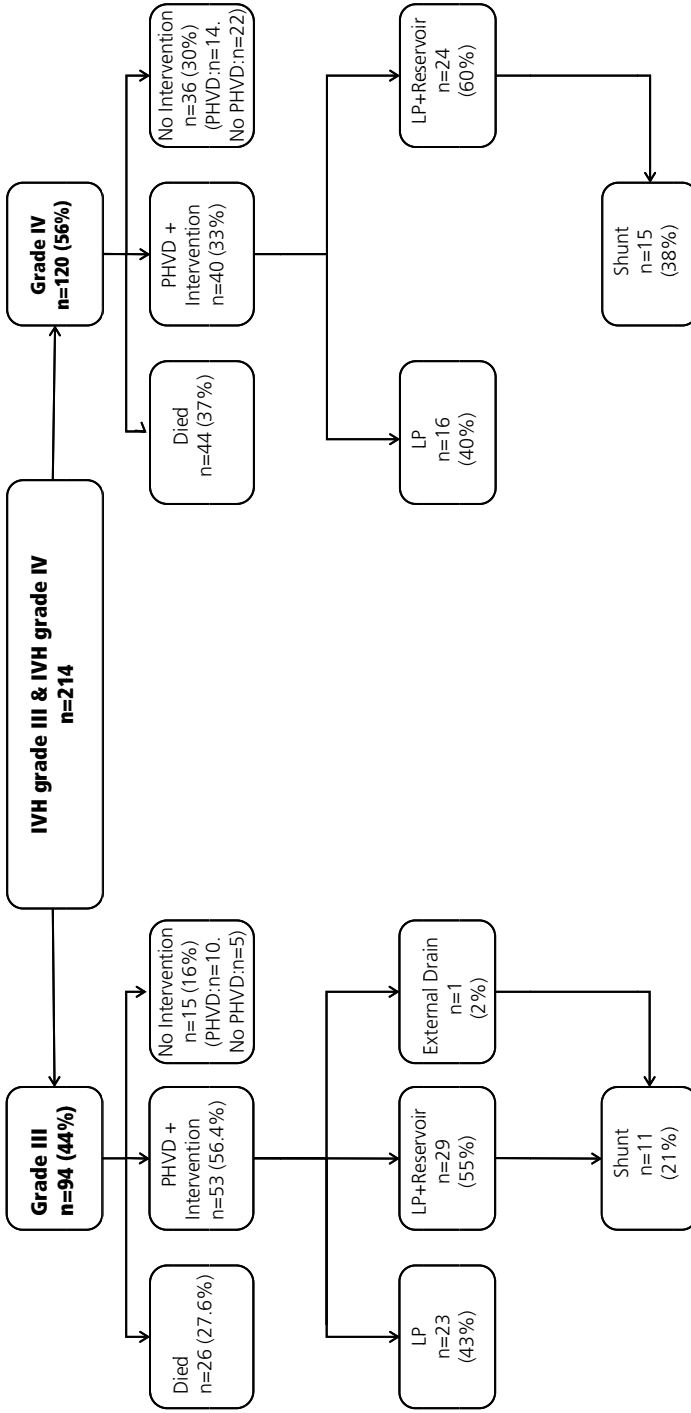 IVH grade III & IVH grade IV
n=214
Grade III
n=94 (44%)
Grade IV
n=120 (56%)
Died
n=26 (27.6%)
PHVD +
Intervention
n=53 (56.4%)
No Intervention
n=15 (16%)
(PHVD:n=10.
No PHVD:n=5)
Died
n=44 (37%)
PHVD +
Intervention
n=40 (33%)
No Intervention
n=36 (30%)
(PHVD:n=14.
No PHVD:n=22)
LP
n=23
(43%)
LP+Reservoir
n=29
(55%)
External Drain
n=1
(2%)
LP
n=16
(40%)
LP+Reservoir
n=24
(60%)
Shunt
n=11
(21%)
Shunt
n=15
(38%)